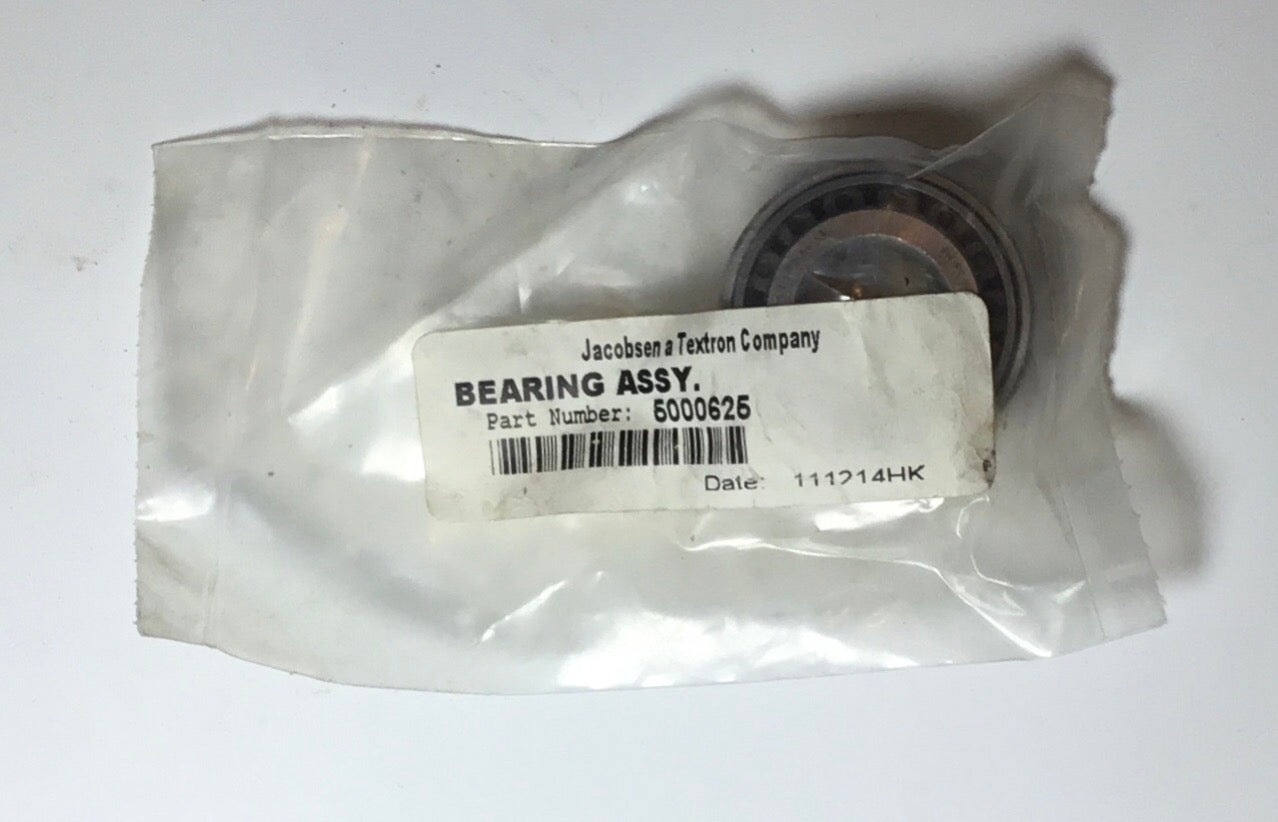 Jacobsen a Textron Company
BEARING ASSY.
Part Number: 5000625
Date: 111214HK